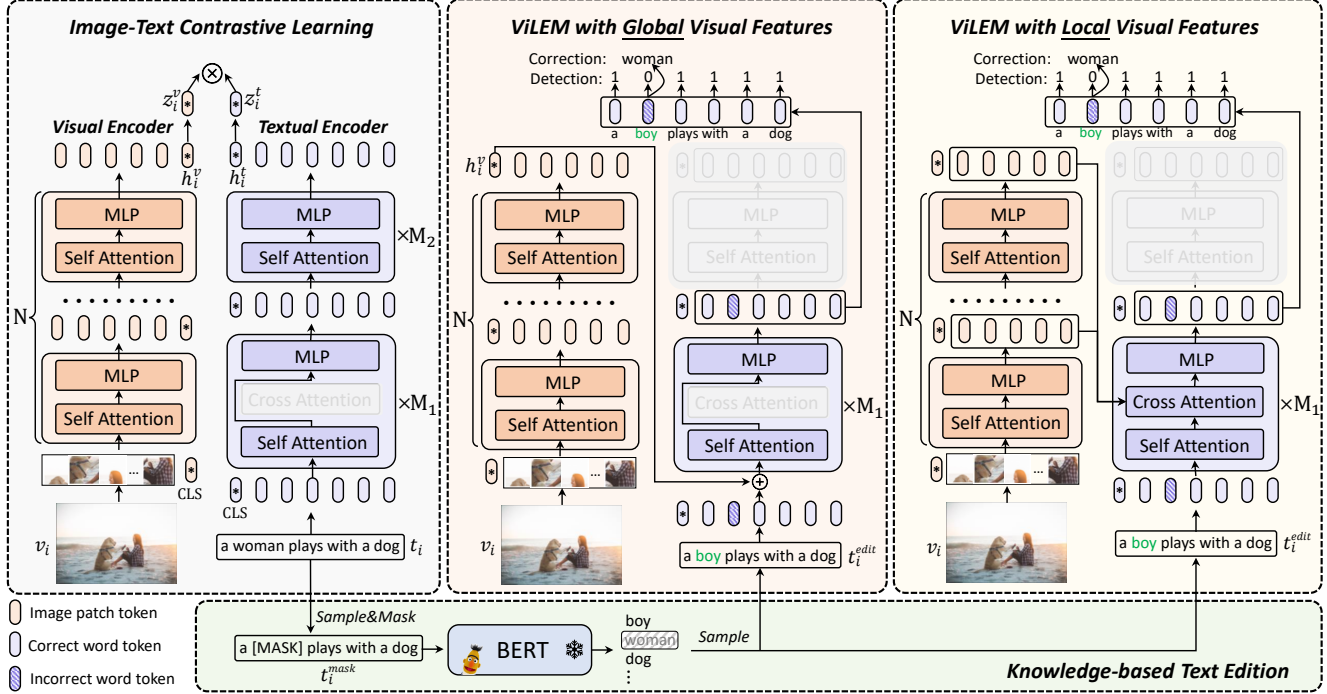 Image-Text Contrastive Learning
z_i^v
z_i^t
Visual Encoder
Textual Encoder
*
*
*
*
h_i^v
h_i^t
MLP
Self Attention
MLP
Self Attention
×M₂
N
*
*
MLP
Self Attention
MLP
Cross Attention
Self Attention
×M₁
...
*
CLS
*
CLS
v_i
a woman plays with a dog
t_i
ViLEM with Global Visual Features
Correction: woman
Detection: 1 0 1 1 1 1
a boy plays with a dog
h_i^v
*
*
MLP
Self Attention
MLP
Self Attention
N
*
*
MLP
Self Attention
MLP
Cross Attention
Self Attention
×M₁
*
...
*
v_i
a boy plays with a dog
t_i^edit
ViLEM with Local Visual Features
Correction: woman
Detection: 1 0 1 1 1 1
a boy plays with a dog
*
*
MLP
Self Attention
MLP
Self Attention
N
*
*
MLP
Self Attention
MLP
Cross Attention
Self Attention
×M₁
*
...
*
v_i
a boy plays with a dog
t_i^edit
Image patch token
Correct word token
Incorrect word token
Sample&Mask
a [MASK] plays with a dog
t_i^mask
BERT
boy
woman
dog
Sample
Knowledge-based Text Edition